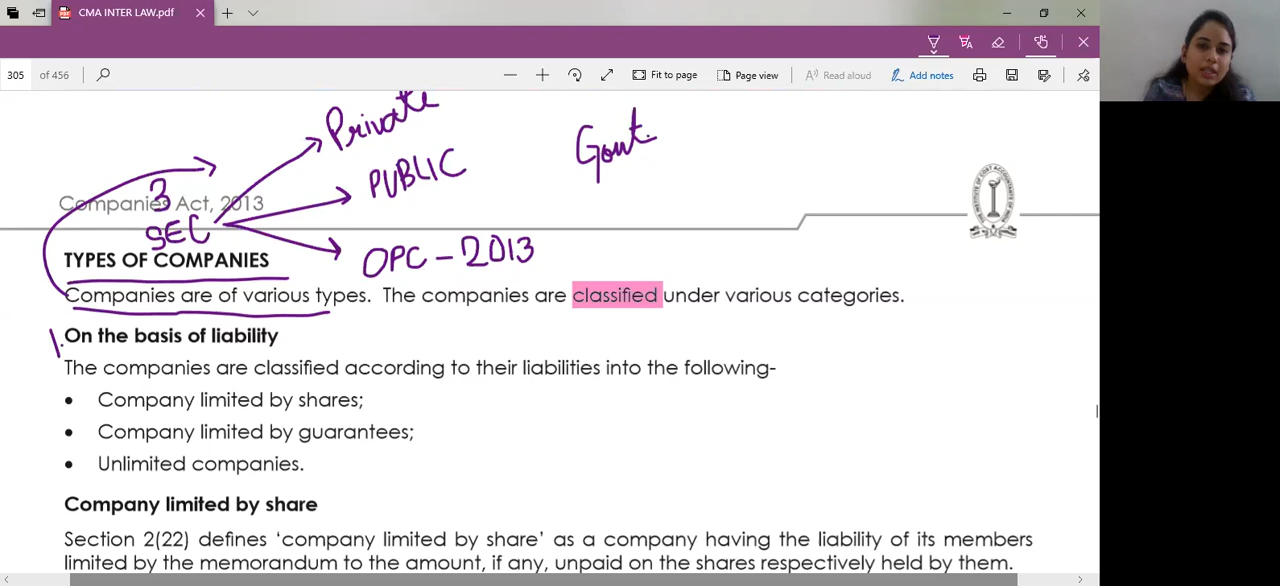 CMA INTER LAW.pdf
305 of 456
Fit to page
Page view
Read aloud
Add notes
Private
Govt.
PUBLIC
3
Companies Act, 2013
SEC
OPC - 2013
TYPES OF COMPANIES
Companies are of various types. The companies are classified under various categories.
1. On the basis of liability
The companies are classified according to their liabilities into the following-
• Company limited by shares;
• Company limited by guarantees;
• Unlimited companies.
Company limited by share
Section 2(22) defines ‘company limited by share’ as a company having the liability of its members
limited by the memorandum to the amount, if any, unpaid on the shares respectively held by them.